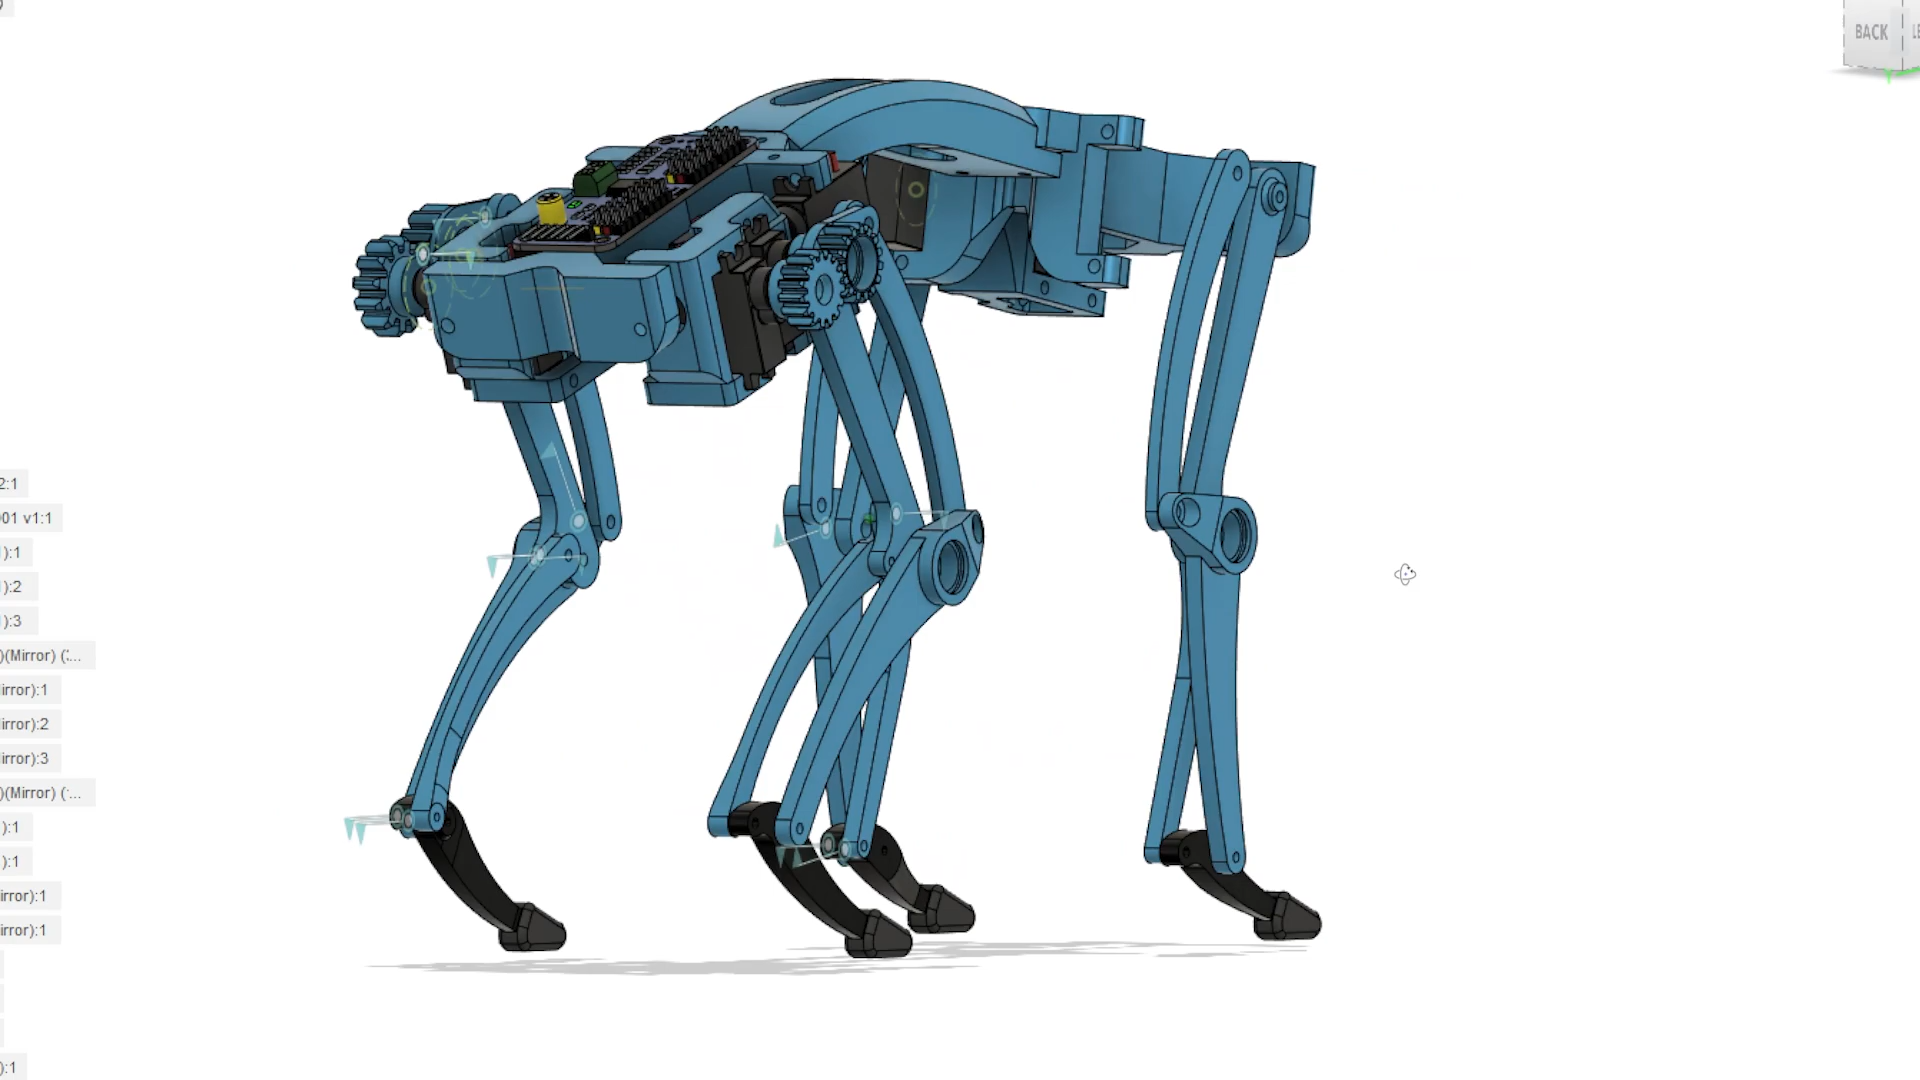 BACK
LE
2:1
01 v1:1
):1
):2
):3
)(Mirror) (:...
irror):1
irror):2
irror):3
)(Mirror) (:...
):1
):1
irror):1
irror):1
):1